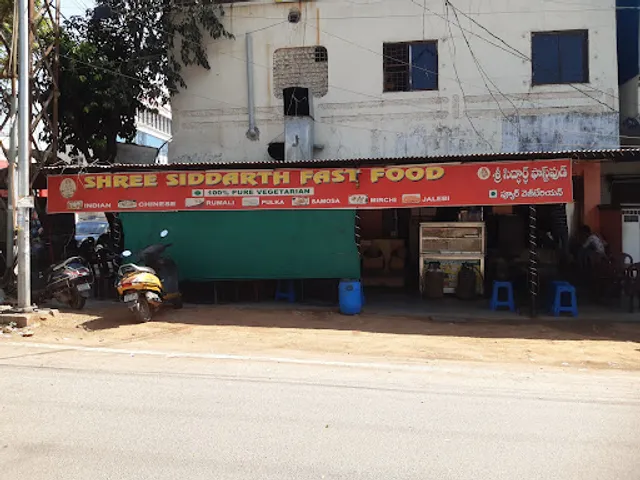 SHREE SIDDARTH FAST FOOD
100% PURE VEGETARIAN
INDIAN CHINESE RUMALI PULKA SAMOSA MIRCHI JALEBI
శ్రీ సిద్ధార్థ ఫాస్ట్‌ఫుడ్
ప్యూర్ వెజిటేరియన్